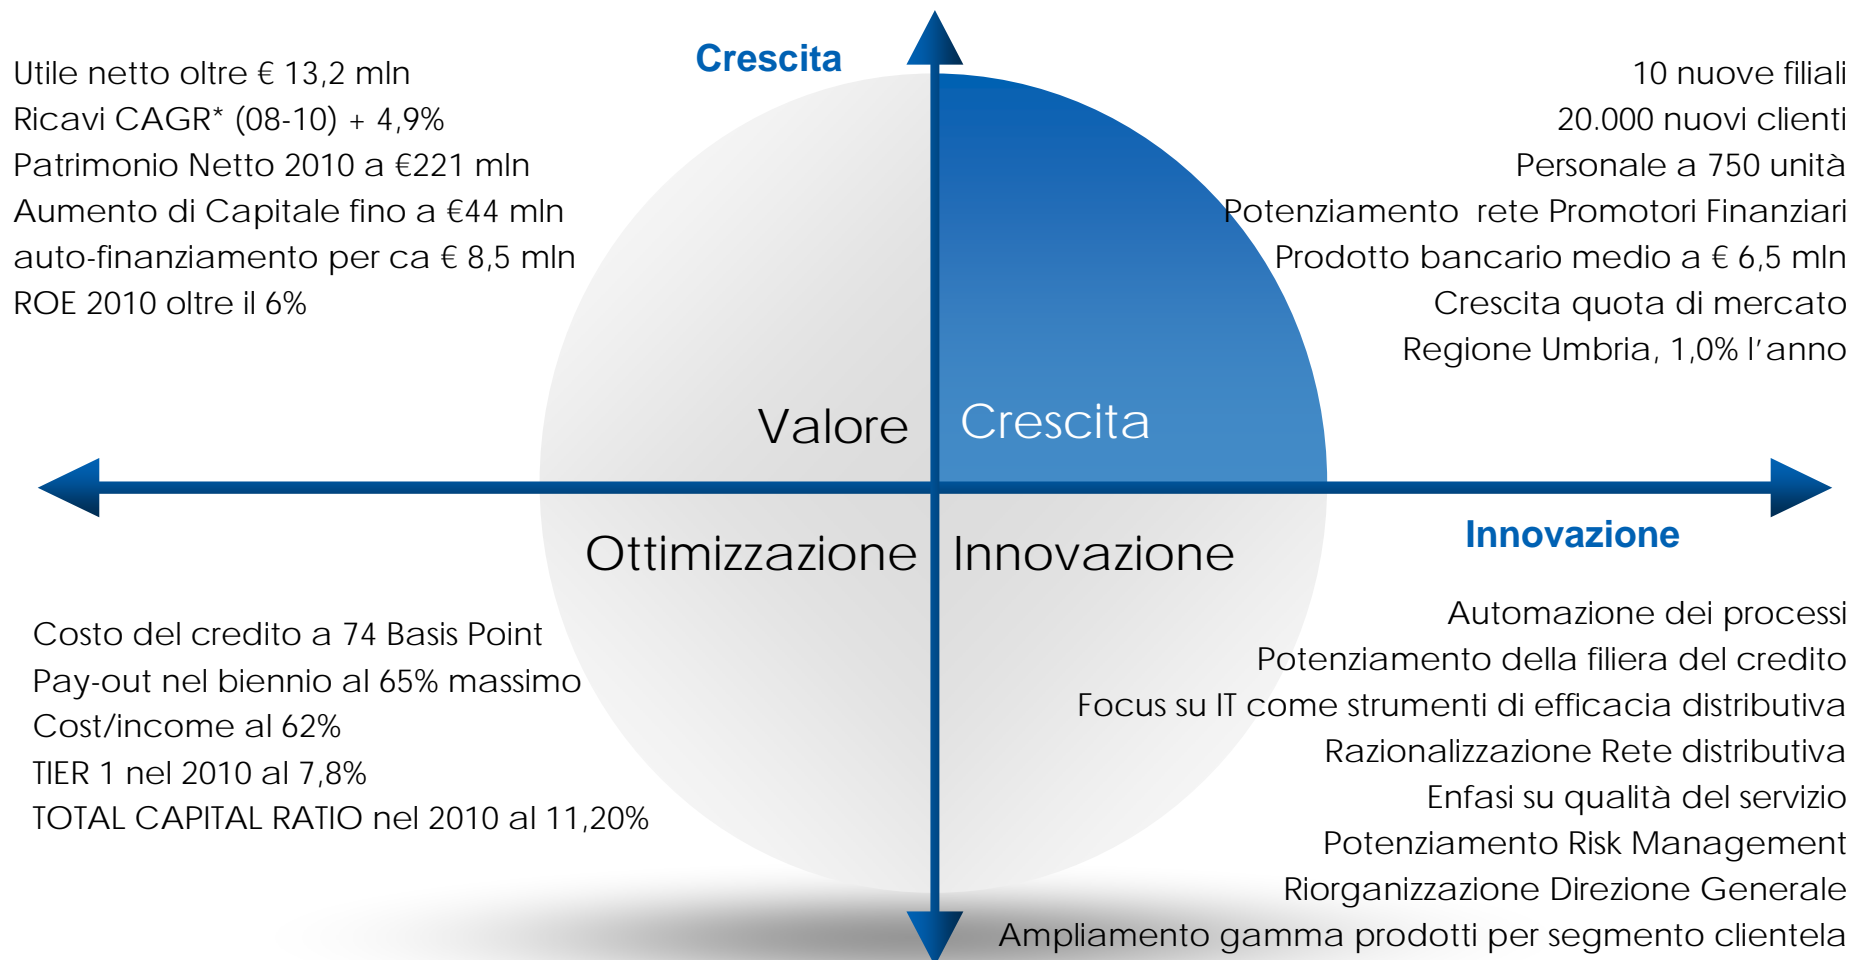 Crescita
Utile netto oltre € 13,2 mln
Ricavi CAGR* (08-10) + 4,9%
Patrimonio Netto 2010 a €221 mln
Aumento di Capitale fino a €44 mln
auto-finanziamento per ca € 8,5 mln
ROE 2010 oltre il 6%
10 nuove filiali
20.000 nuovi clienti
Personale a 750 unità
Potenziamento  rete Promotori Finanziari
Prodotto bancario medio a € 6,5 mln
Crescita quota di mercato
Regione Umbria, 1,0% l’anno
Valore
Crescita
Ottimizzazione
Innovazione
Innovazione
Costo del credito a 74 Basis Point
Pay-out nel biennio al 65% massimo
Cost/income al 62%
TIER 1 nel 2010 al 7,8%
TOTAL CAPITAL RATIO nel 2010 al 11,20%
Automazione dei processi
Potenziamento della filiera del credito
Focus su IT come strumenti di efficacia distributiva
Razionalizzazione Rete distributiva
Enfasi su qualità del servizio
Potenziamento Risk Management
Riorganizzazione Direzione Generale
Ampliamento gamma prodotti per segmento clientela